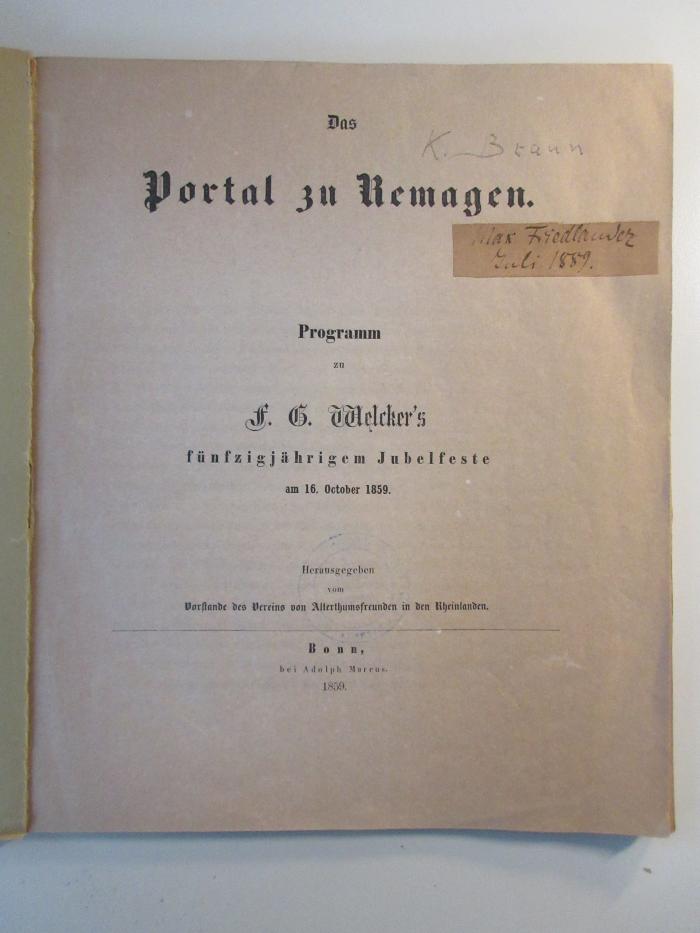 Das
K. Braun
Portal zu Remagen.
Max Friedlaender
Juli 1889.
Programm
zu
F. G. Welcker's
fünfzigjährigem Jubelfeste
am 16. October 1859.
Herausgegeben
vom
Vorstande des Vereins von Alterthumsfreunden in den Rheinlanden.
Bonn,
bei Adolph Marcus.
1859.